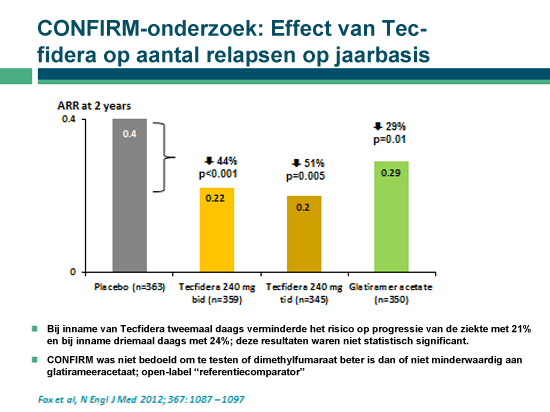 CONFIRM-onderzoek: Effect van Tec-
fidera op aantal relapsen op jaarbasis
ARR at 2 years
0.4
0.4
44%
p<0.001
0.22
51%
p=0.005
0.2
29%
p=0.01
0.29
0
Placebo (n=363)
Tecfidera 240 mg
bid (n=359)
Tecfidera 240 mg
tid (n=345)
Glatiramer acetate
(n=350)
Bij inname van Tecfidera tweemaal daags verminderde het risico op progressie van de ziekte met 21%
en bij inname driemaal daags met 24%; deze resultaten waren niet statistisch significant.
CONFIRM was niet bedoeld om te testen of dimethylfumaraat beter is dan of niet minderwaardig aan
glatirameeracetaat; open-label “referentiecomparator”
Fox et al, N Engl J Med 2012; 367: 1087 – 1097